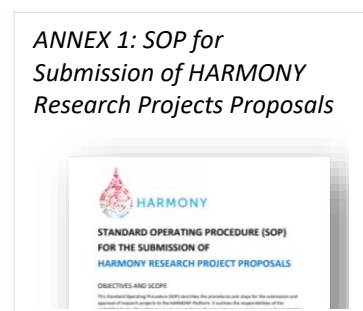 ANNEX 1: SOP for
Submission of HARMONY
Research Projects Proposals
HARMONY
STANDARD OPERATING PROCEDURE (SOP)
FOR THE SUBMISSION OF
HARMONY RESEARCH PROJECT PROPOSALS
OBJECTIVES AND SCOPE
This Standard Operating Procedure (SOP) describes the procedures and steps for the submission and
approval of research projects to the HARMONY Platform. It outlines the responsibilities of the